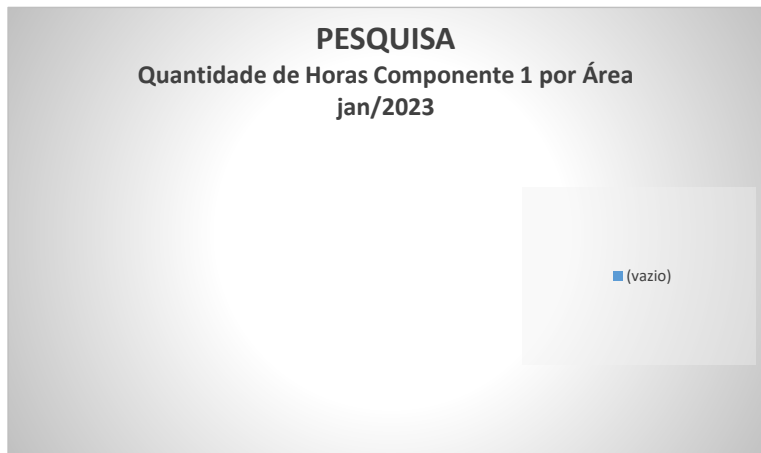 PESQUISA
Quantidade de Horas Componente 1 por Área
jan/2023
(vazio)